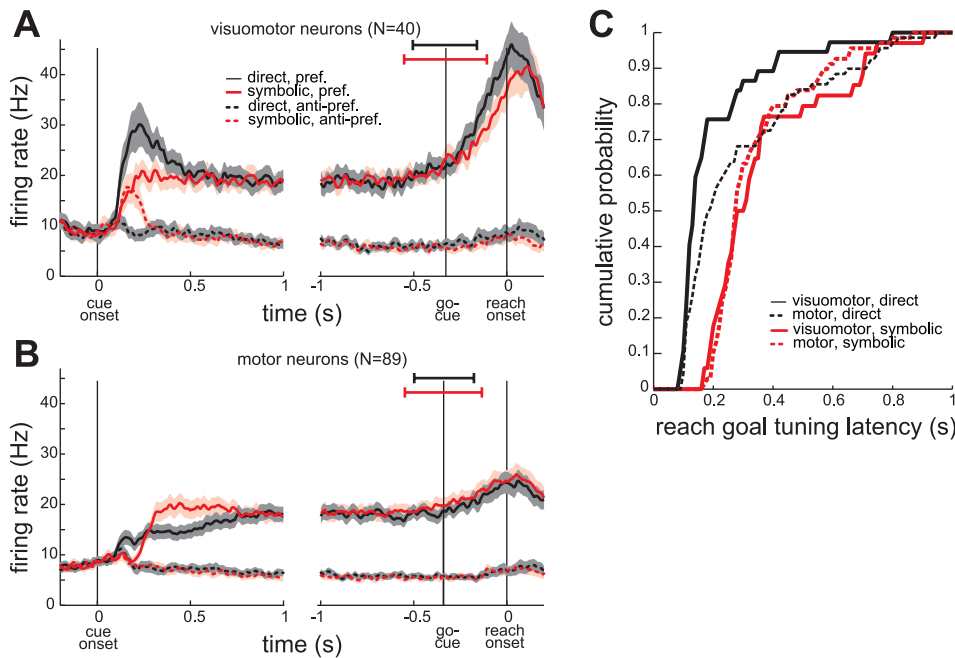 A
visuomotor neurons (N=40)
direct, pref.
symbolic, pref.
direct, anti-pref.
symbolic, anti-pref.
firing rate (Hz)
50
40
30
20
10
0
0
0.5
1
-1
-0.5
0
cue
onset
time (s)
go-
cue
reach
onset
B
motor neurons (N=89)
firing rate (Hz)
50
40
30
20
10
0
0
0.5
1
-1
-0.5
0
cue
onset
time (s)
go-
cue
reach
onset
C
cumulative probability
1
0.9
0.8
0.7
0.6
0.5
0.4
0.3
0.2
0.1
0
visuomotor, direct
motor, direct
visuomotor, symbolic
motor, symbolic
0
0.2
0.4
0.6
0.8
1
reach goal tuning latency (s)